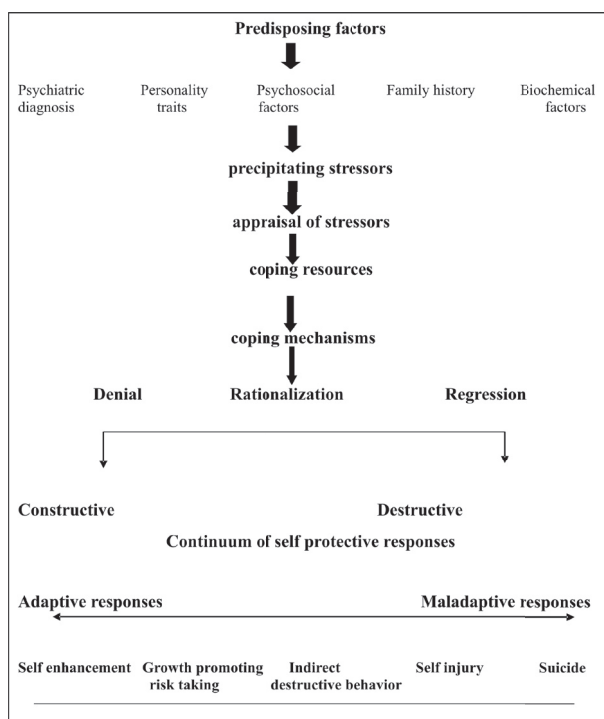 Predisposing factors
Psychiatric Personality Psychosocial Family history Biochemical
diagnosis traits factors factors
precipitating stressors
appraisal of stressors
coping resources
coping mechanisms
Denial Rationalization Regression
Constructive Destructive
Continuum of self protective responses
Adaptive responses Maladaptive responses
Self enhancement Growth promoting Indirect Self injury Suicide
risk taking destructive behavior